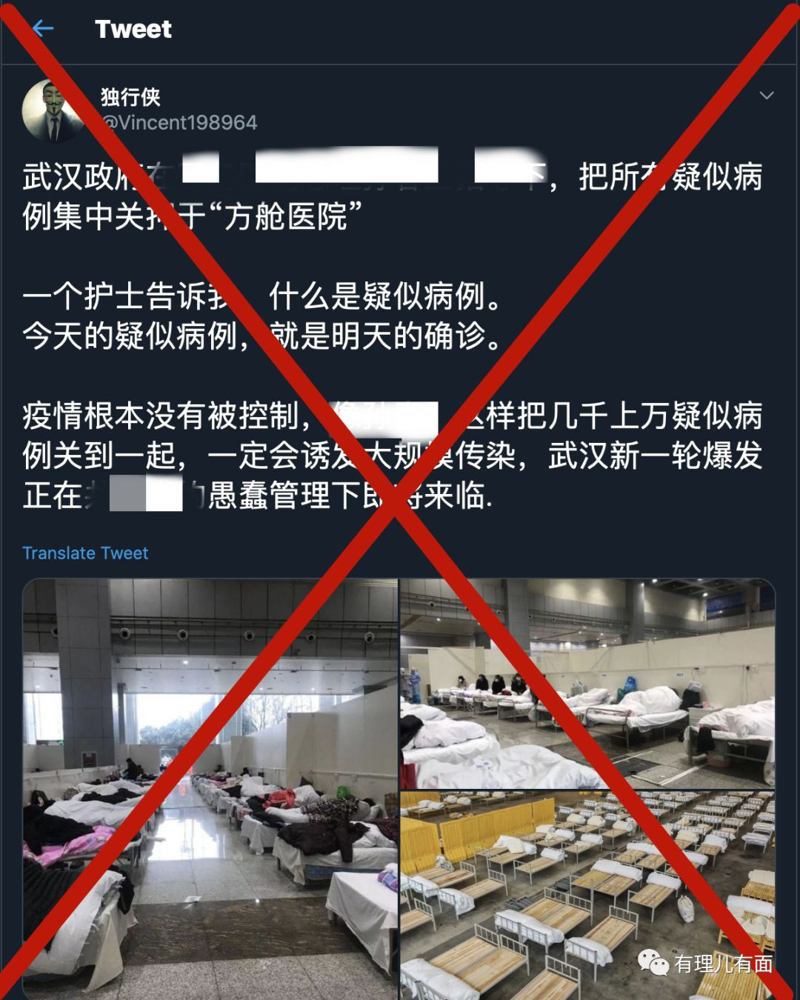 Tweet
独行侠
@Vincent198964
武汉政府在 下，把所有疑似病
例集中关押于“方舱医院”
一个护士告诉我 什么是疑似病例。
今天的疑似病例，就是明天的确诊。
疫情根本没有被控制， 这样把几千上万疑似病
例关到一起，一定会诱发大规模传染，武汉新一轮爆发
正在 的愚蠢管理下即将来临.
Translate Tweet
有理儿有面